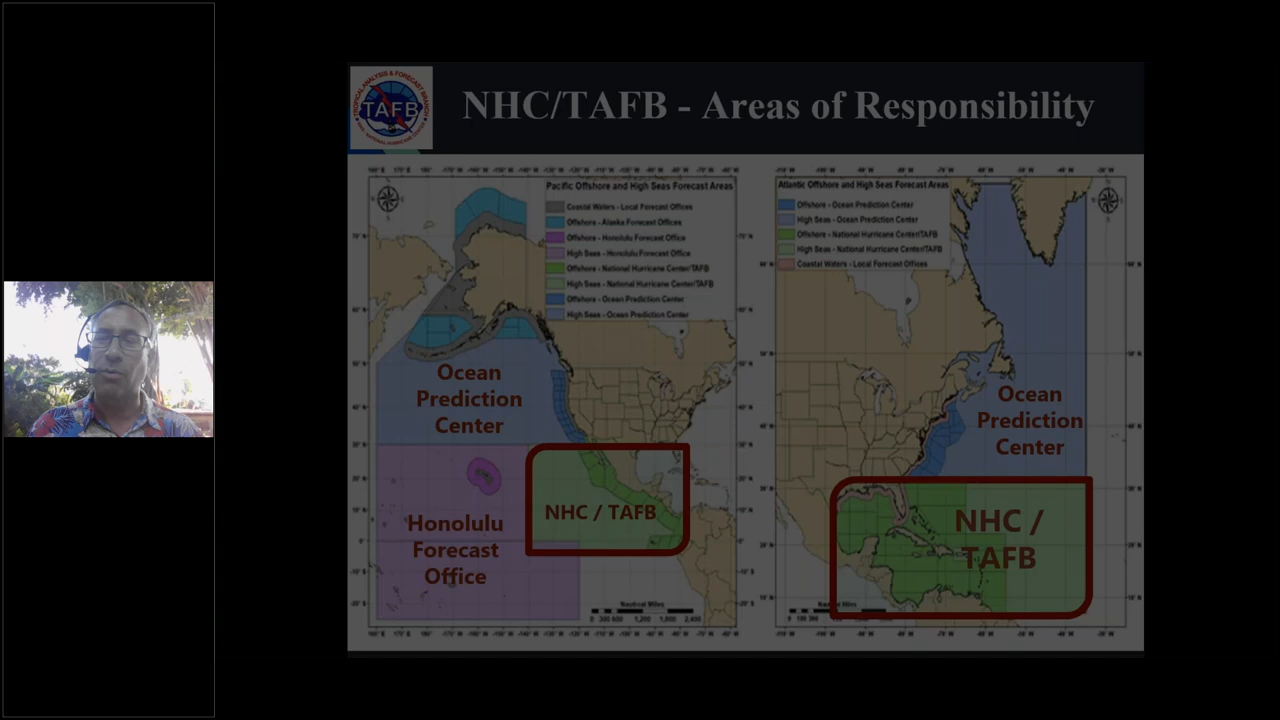 TROPICAL ANALYSIS & FORECAST BRANCH
TAFB
NHC/TAFB - Areas of Responsibility
Pacific Offshore and High Seas Forecast Areas
Coastal Waters - Local Forecast Offices
Offshore - Alaska Forecast Offices
Offshore - Honolulu Forecast Office
High Seas - Honolulu Forecast Office
Offshore - National Hurricane Center/TAFB
High Seas - National Hurricane Center/TAFB
Offshore - Ocean Prediction Center
High Seas - Ocean Prediction Center
Ocean
Prediction
Center
NHC / TAFB
Honolulu
Forecast
Office
Nautical Miles
0 300 600 1,200 1,800 2,400
Atlantic Offshore and High Seas Forecast Areas
Offshore - Ocean Prediction Center
High Seas - Ocean Prediction Center
Offshore - National Hurricane Center/TAFB
High Seas - National Hurricane Center/TAFB
Coastal Waters - Local Forecast Offices
Ocean
Prediction
Center
NHC /
TAFB